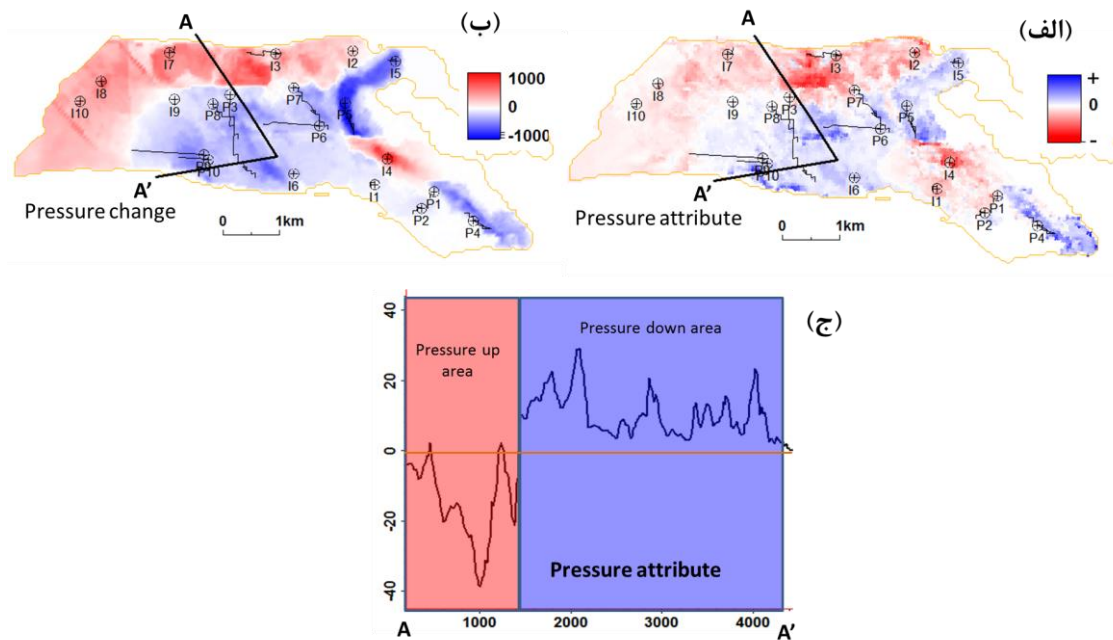 (ب)
A
I7
I3
I2
I5
I8
I10
I9
P8
P3
P7
P5
P6
I4
P10
I6
I1
P1
P2
P4
A'
1000
0
-1000
Pressure change
0
1km
(الف)
A
I7
I3
I2
I5
I8
I10
I9
P8
P3
P7
P5
P6
I4
P10
I6
I1
P1
P2
P4
A'
+
0
-
Pressure attribute
0
1km
(ج)
Pressure up
area
Pressure down area
40
20
0
-20
-40
Pressure attribute
1000
2000
3000
4000
A
A'